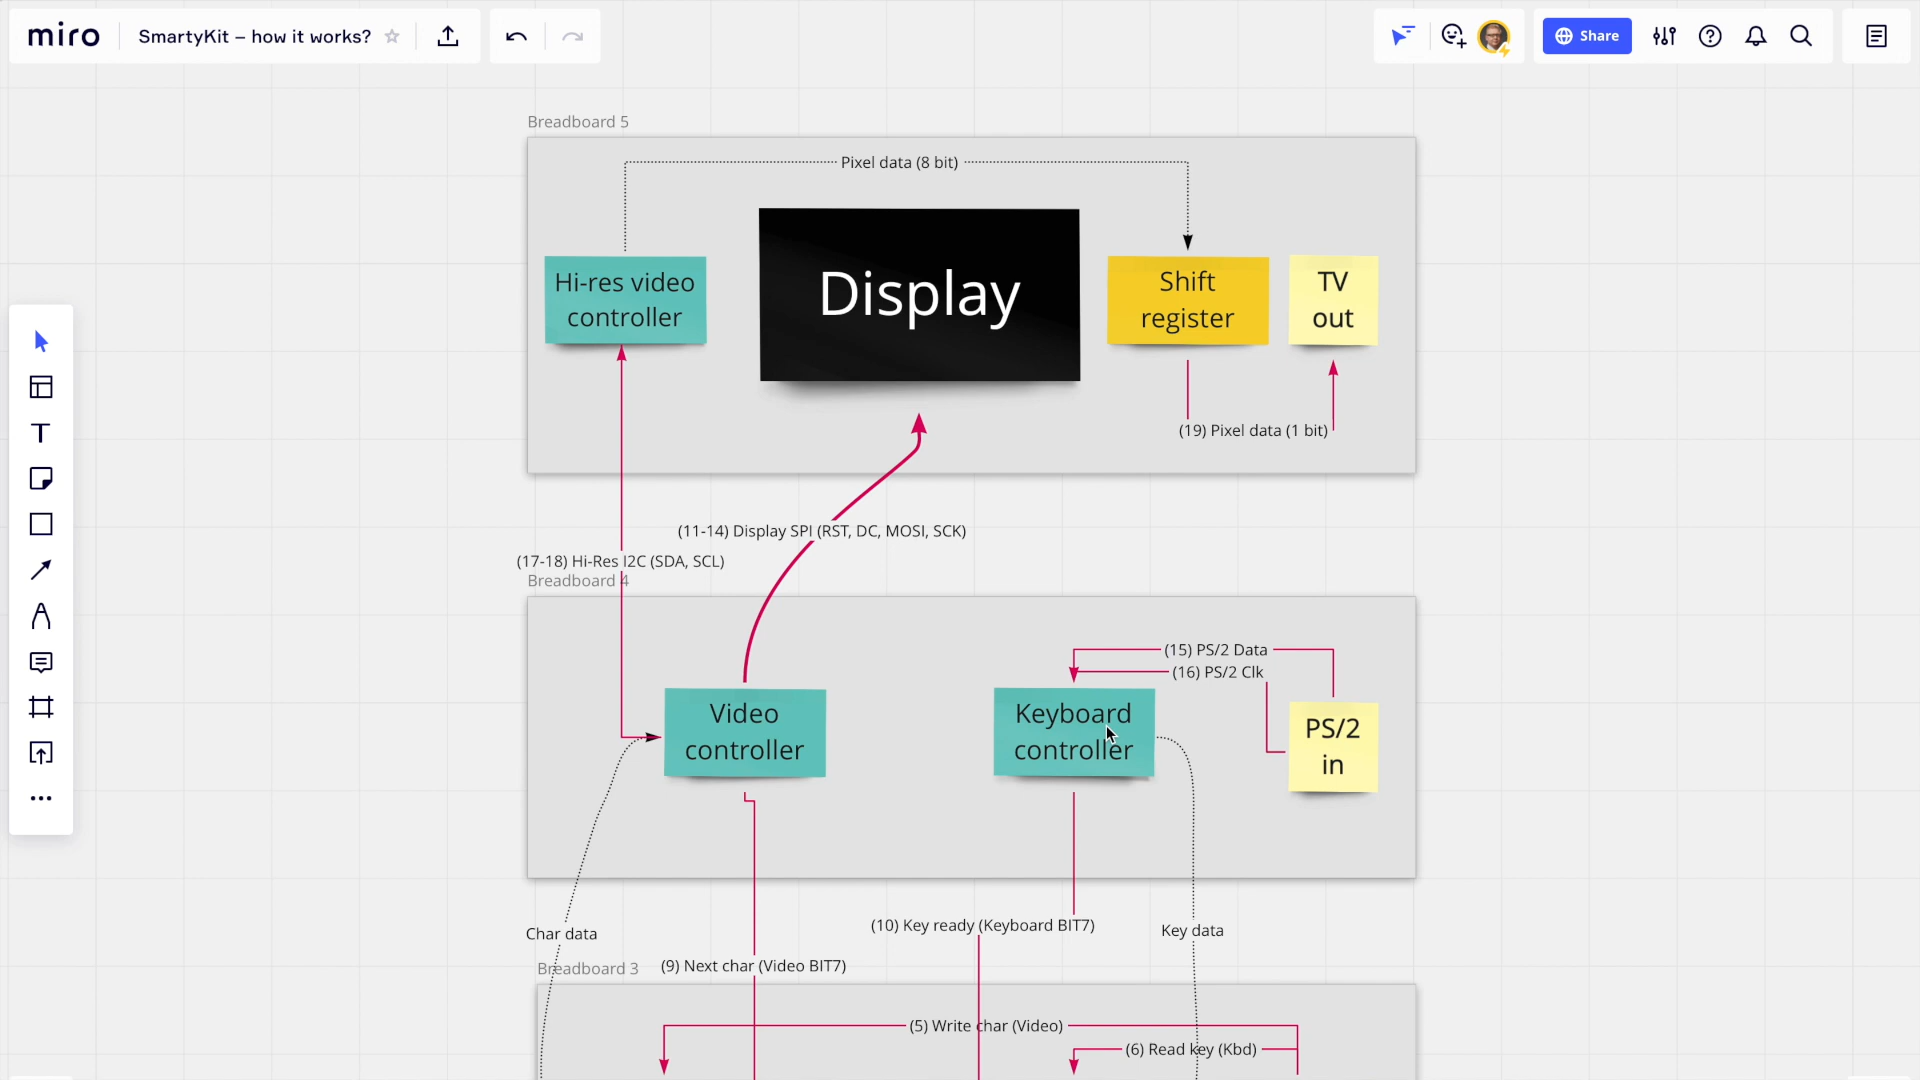 miro
SmartyKit – how it works?
Share
Breadboard 5
Pixel data (8 bit)
Hi-res video
controller
Display
Shift
register
TV
out
(19) Pixel data (1 bit)
(11-14) Display SPI (RST, DC, MOSI, SCK)
(17-18) Hi-Res I2C (SDA, SCL)
Breadboard 4
(15) PS/2 Data
(16) PS/2 Clk
Video
controller
Keyboard
controller
PS/2
in
(10) Key ready (Keyboard BIT7)
Key data
Char data
Breadboard 3
(9) Next char (Video BIT7)
(5) Write char (Video)
(6) Read key (Kbd)